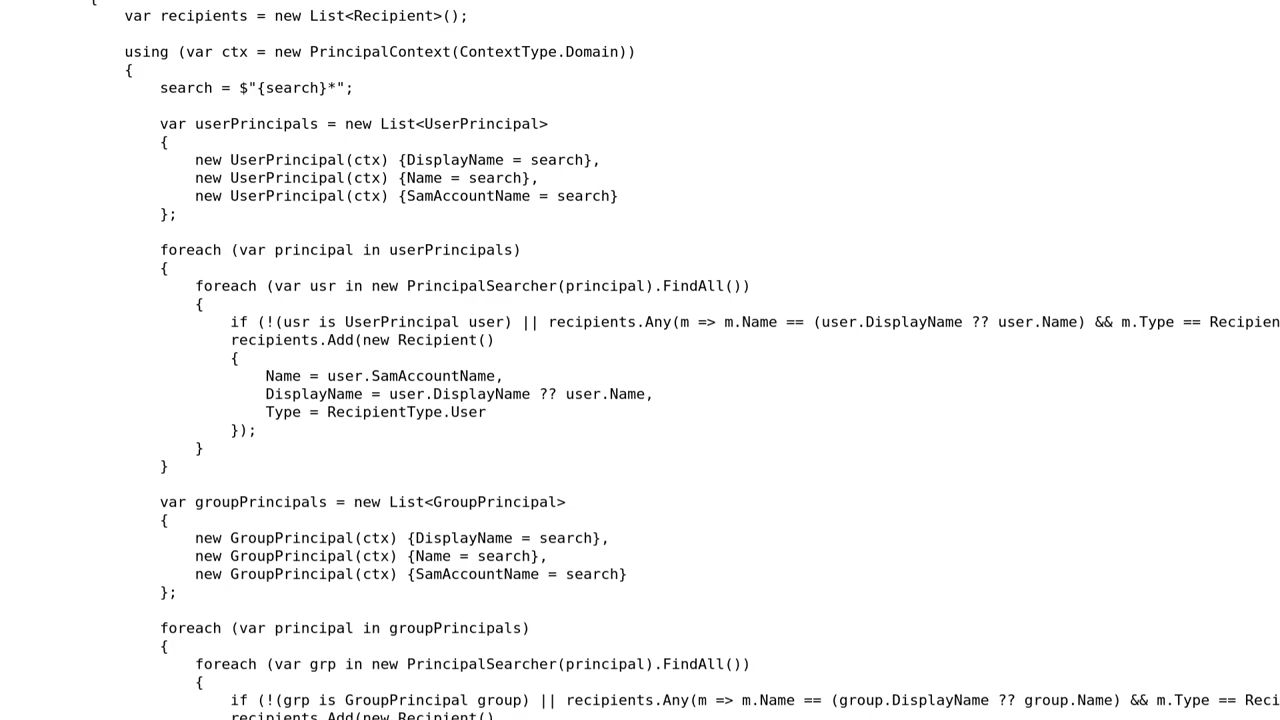 {
var recipients = new List<Recipient>();
using (var ctx = new PrincipalContext(ContextType.Domain))
{
search = $"{search}*";
var userPrincipals = new List<UserPrincipal>
{
new UserPrincipal(ctx) {DisplayName = search},
new UserPrincipal(ctx) {Name = search},
new UserPrincipal(ctx) {SamAccountName = search}
};
foreach (var principal in userPrincipals)
{
foreach (var usr in new PrincipalSearcher(principal).FindAll())
{
if (!(usr is UserPrincipal user) || recipients.Any(m => m.Name == (user.DisplayName ?? user.Name) && m.Type == Recipien
recipients.Add(new Recipient()
{
Name = user.SamAccountName,
DisplayName = user.DisplayName ?? user.Name,
Type = RecipientType.User
});
}
}
var groupPrincipals = new List<GroupPrincipal>
{
new GroupPrincipal(ctx) {DisplayName = search},
new GroupPrincipal(ctx) {Name = search},
new GroupPrincipal(ctx) {SamAccountName = search}
};
foreach (var principal in groupPrincipals)
{
foreach (var grp in new PrincipalSearcher(principal).FindAll())
{
if (!(grp is GroupPrincipal group) || recipients.Any(m => m.Name == (group.DisplayName ?? group.Name) && m.Type == Reci
recipients.Add(new Recipient()